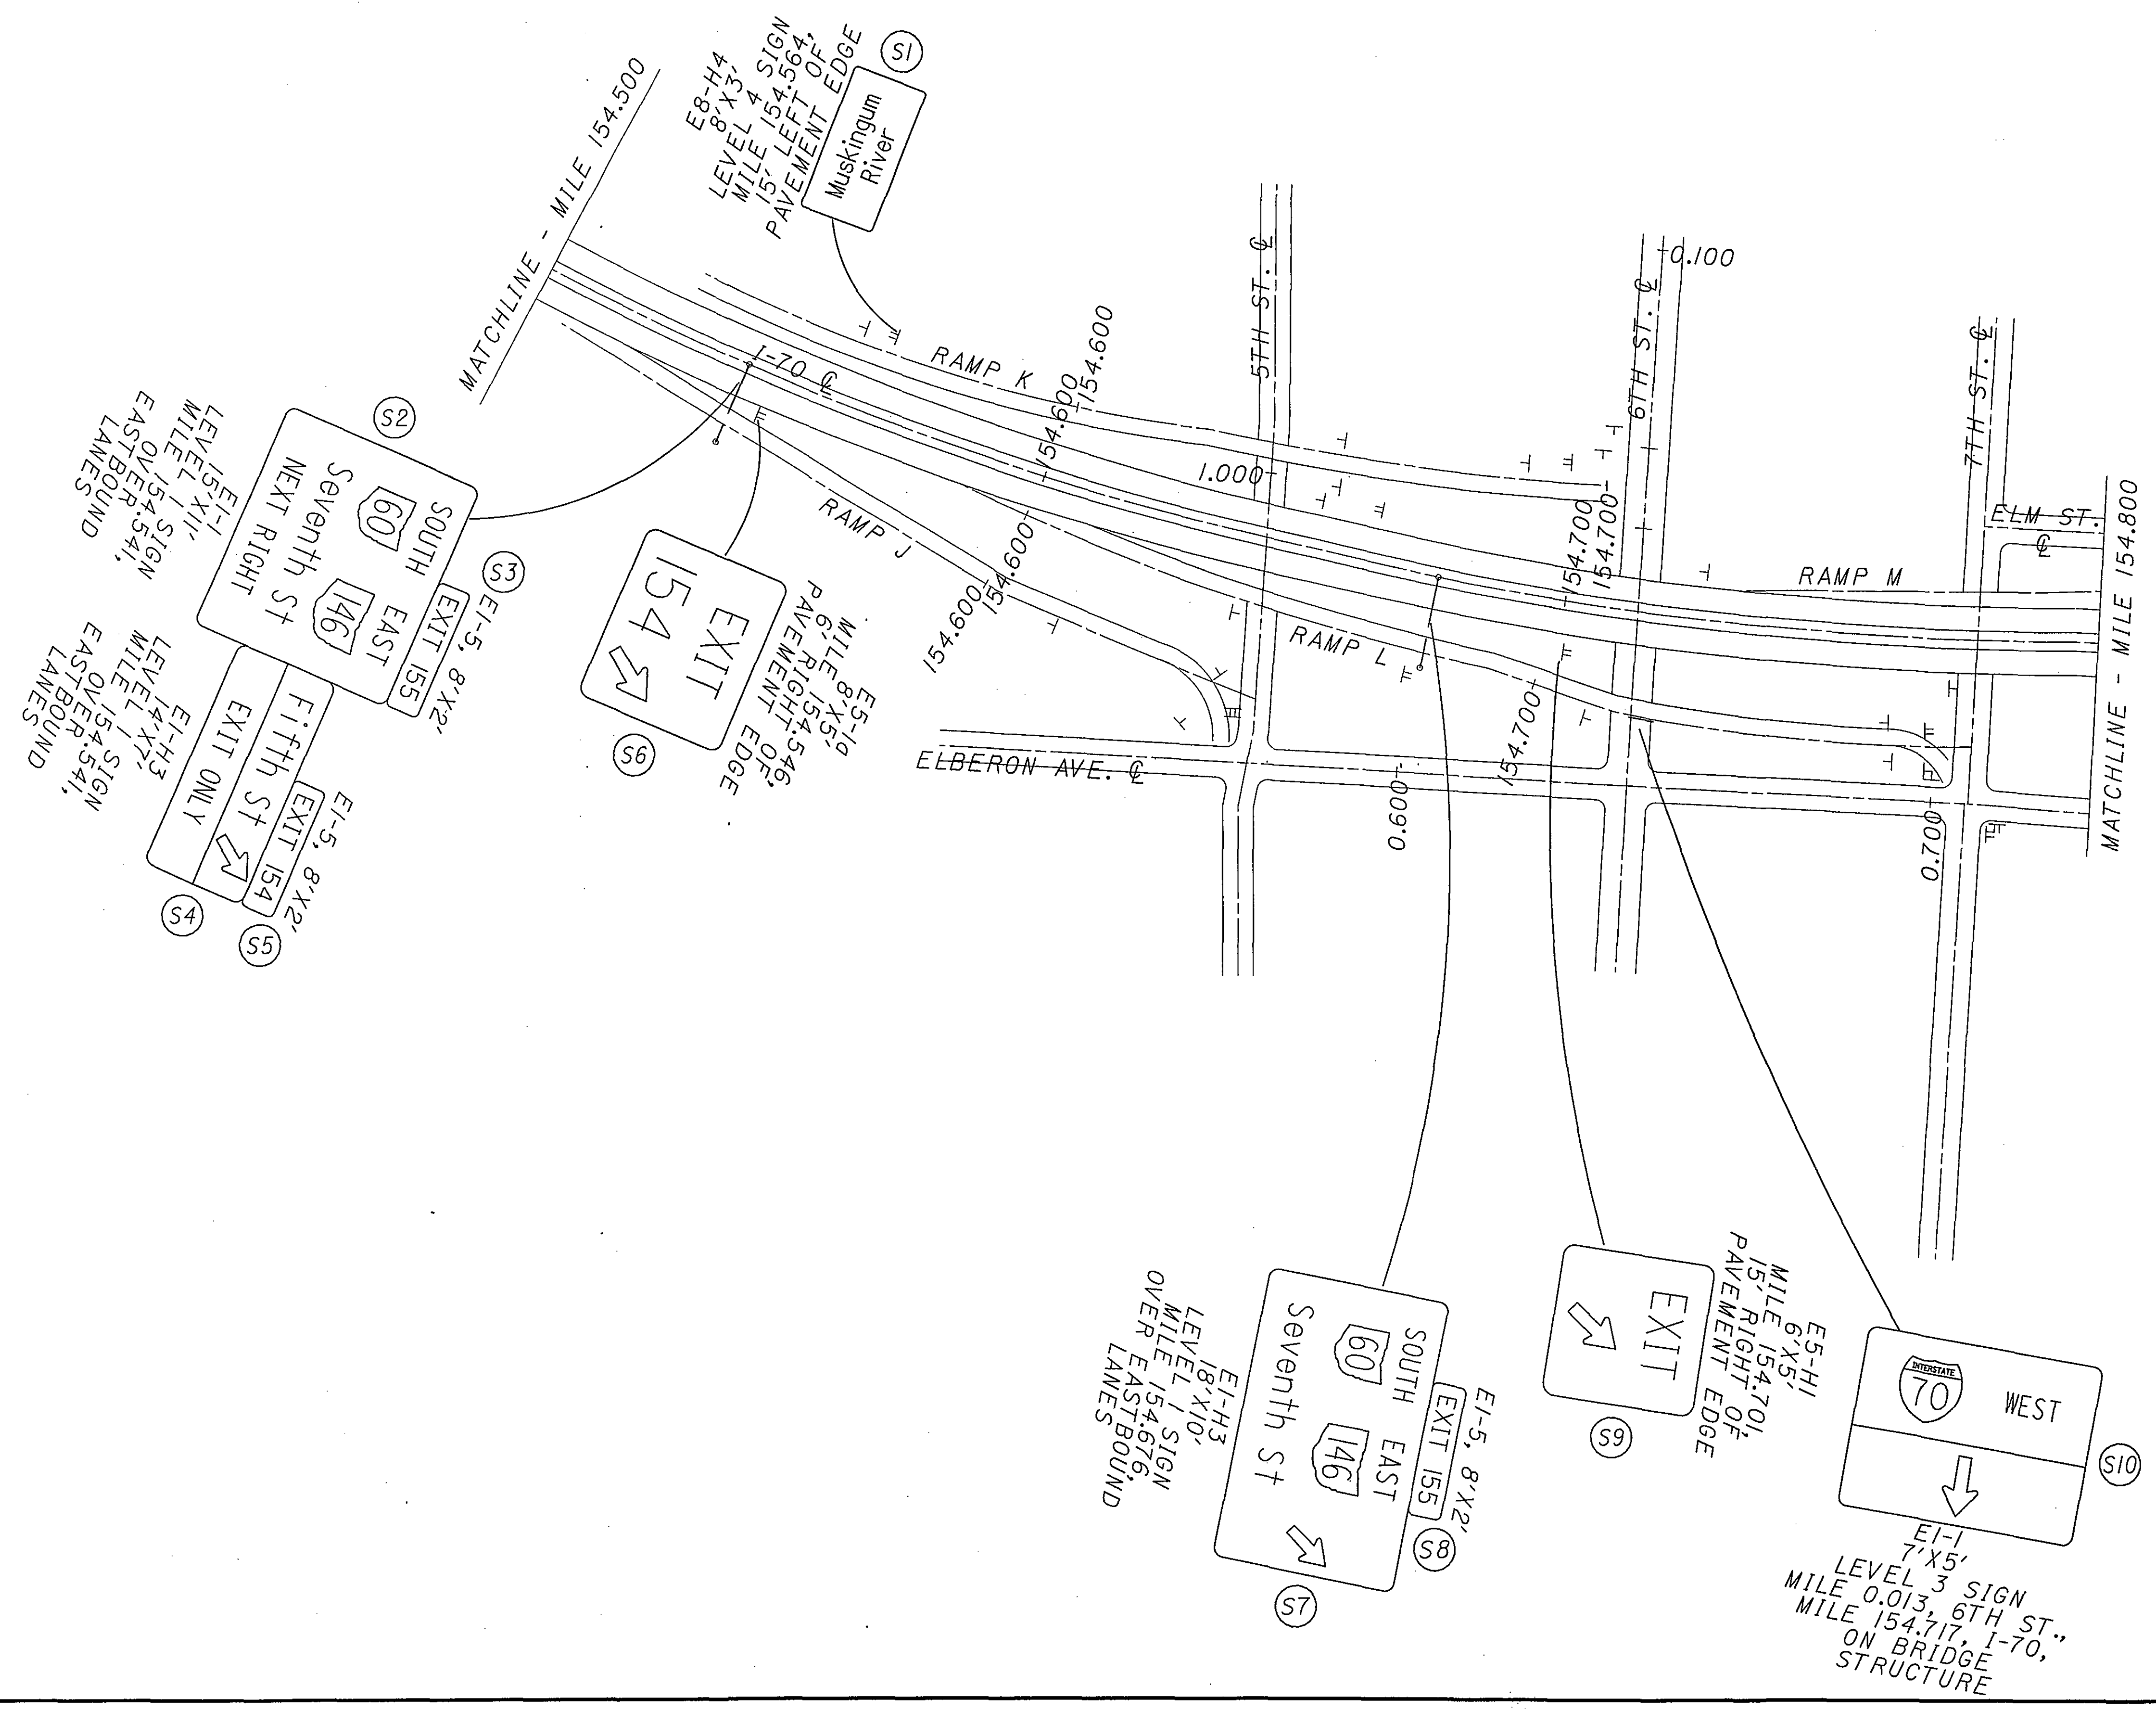 MATCHLINE - MILE 154.500
E8-H4
8'X3',
LEVEL 4 SIGN
MILE 154.564,
15' LEFT OF
PAVEMENT EDGE
S1
Muskingum
River
RAMP K
I-70 ℄
RAMP J
154.600
154.600
154.600
154.600
5TH ST. ℄
1.000
6TH ST. ℄
0.100
7TH ST. ℄
ELM ST.
℄
RAMP M
RAMP L
154.700
154.700
154.700
ELBERON AVE. ℄
0.600
0.700
MATCHLINE - MILE 154.800
S2
SOUTH
60
EAST
146
Seventh St
NEXT RIGHT
E1-1
15'X11'
LEVEL 1 SIGN
MILE 154.541,
OVER
EASTBOUND
LANES
S3
EXIT 155
E1-5, 8'X2'
Fifth St
EXIT ONLY
S4
E1-H3
14'X7'
LEVEL 1 SIGN
MILE 154.541,
OVER
EASTBOUND
LANES
EXIT 154
E1-5, 8'X2'
S5
EXIT
154
S6
E5-1a
8'X5'
MILE 154.546,
6' RIGHT OF
PAVEMENT EDGE
SOUTH
60
EAST
146
Seventh St
S7
E1-H3
18'X10'
LEVEL 1 SIGN
MILE 154.676,
OVER EASTBOUND
LANES
EXIT 155
E1-5, 8'X2'
S8
EXIT
S9
E5-H1
6'X5'
MILE 154.701,
15' RIGHT OF
PAVEMENT EDGE
INTERSTATE
70
WEST
S10
E1-1
7'X5'
LEVEL 3 SIGN
MILE 0.013, 6TH ST.,
MILE 154.717, I-70,
ON BRIDGE
STRUCTURE